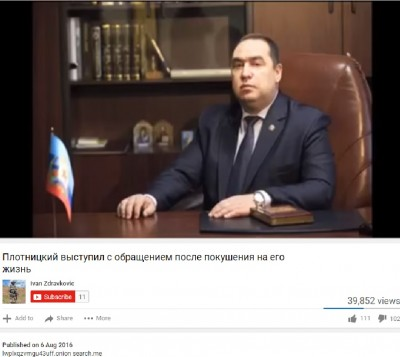 Плотницкий выступил с обращением после покушения на его
жизнь
Ivan Zdravkovic
Subscribe 11
39,852 views
Add to Share More 111 102
Published on 6 Aug 2016